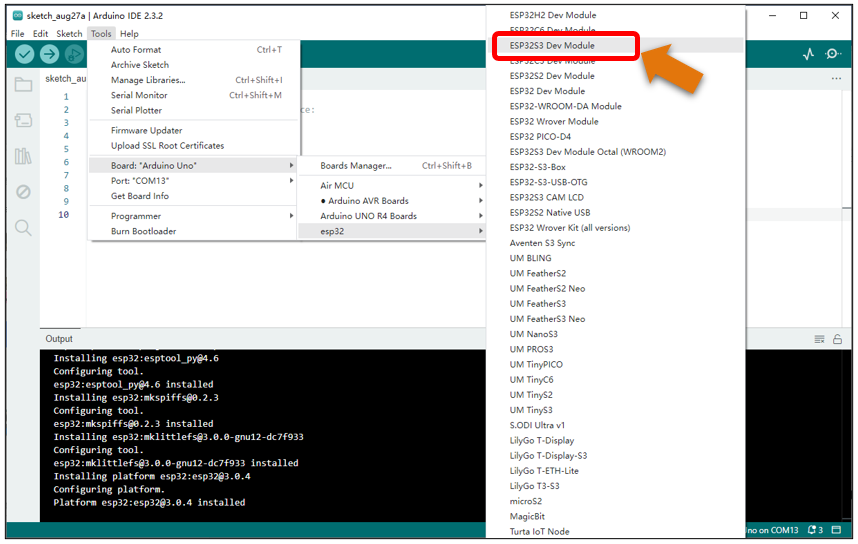 sketch_aug27a | Arduino IDE 2.3.2
File Edit Sketch Tools Help
sketch_au
1
2
3
4
5
6
7
8
9
10
ce:
Auto Format Ctrl+T
Archive Sketch
Manage Libraries... Ctrl+Shift+I
Serial Monitor Ctrl+Shift+M
Serial Plotter
Firmware Updater
Upload SSL Root Certificates
Board: "Arduino Uno"
Port: "COM13"
Get Board Info
Programmer
Burn Bootloader
Boards Manager... Ctrl+Shift+B
Air MCU
● Arduino AVR Boards
Arduino UNO R4 Boards
esp32
ESP32H2 Dev Module
ESP32C6 Dev Module
ESP32S3 Dev Module
ESP32C3 Dev Module
ESP32S2 Dev Module
ESP32 Dev Module
ESP32-WROOM-DA Module
ESP32 Wrover Module
ESP32 PICO-D4
ESP32S3 Dev Module Octal (WROOM2)
ESP32-S3-Box
ESP32-S3-USB-OTG
ESP32S3 CAM LCD
ESP32S2 Native USB
ESP32 Wrover Kit (all versions)
Aventen S3 Sync
UM BLING
UM FeatherS2
UM FeatherS2 Neo
UM FeatherS3
UM FeatherS3 Neo
UM NanoS3
UM PROS3
UM TinyPICO
UM TinyC6
UM TinyS2
UM TinyS3
S.ODI Ultra v1
LilyGo T-Display
LilyGo T-Display-S3
LilyGo T-ETH-Lite
LilyGo T3-S3
microS2
MagicBit
Turta IoT Node
Output
Installing esp32:esptool_py@4.6
Configuring tool.
esp32:esptool_py@4.6 installed
Installing esp32:mkspiffs@0.2.3
Configuring tool.
esp32:mkspiffs@0.2.3 installed
Installing esp32:mklittlefs@3.0.0-gnu12-dc7f933
Configuring tool.
esp32:mklittlefs@3.0.0-gnu12-dc7f933 installed
Installing platform esp32:esp32@3.0.4
Configuring platform.
Platform esp32:esp32@3.0.4 installed
Uno on COM13 3